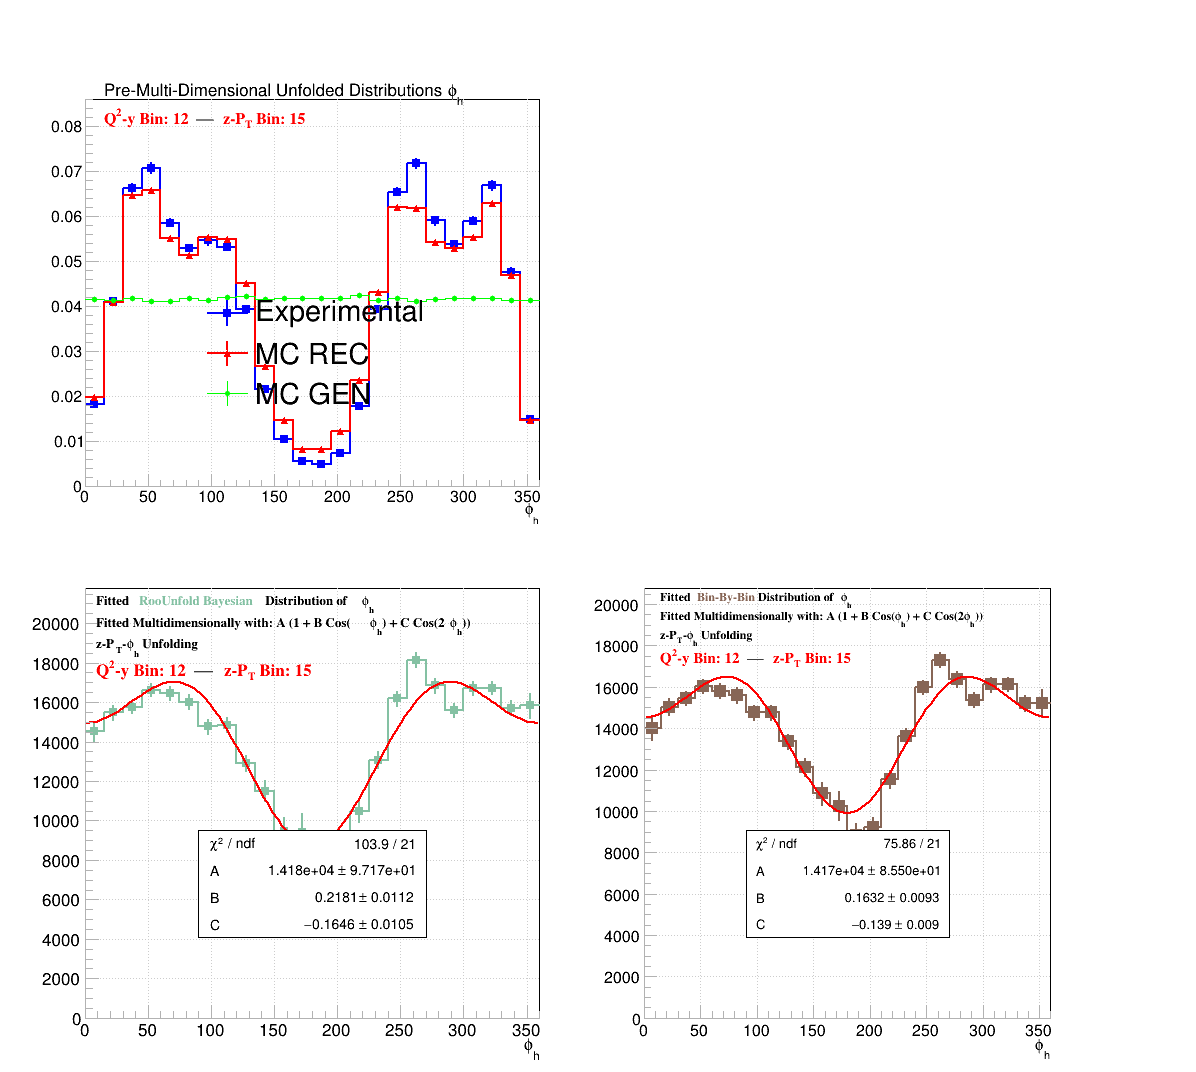 Pre-Multi-Dimensional Unfolded Distributions ϕh
Q²-y Bin: 12 — z-PT Bin: 15
0.08
0.07
0.06
0.05
0.04
0.03
0.02
0.01
0
Experimental
MC REC
MC GEN
0 50 100 150 200 250 300 350
ϕh
Fitted RooUnfold Bayesian Distribution of ϕh
Fitted Multidimensionally with: A (1 + B Cos( ϕh) + C Cos(2 ϕh))
z-PT-ϕh Unfolding
Q²-y Bin: 12 — z-PT Bin: 15
20000
18000
16000
14000
12000
10000
8000
6000
4000
2000
0
χ² / ndf 103.9 / 21
A 1.418e+04 ± 9.717e+01
B 0.2181 ± 0.0112
C −0.1646 ± 0.0105
0 50 100 150 200 250 300 350
ϕh
Fitted Bin-By-Bin Distribution of ϕh
Fitted Multidimensionally with: A (1 + B Cos(ϕh) + C Cos(2ϕh))
z-PT-ϕh Unfolding
Q²-y Bin: 12 — z-PT Bin: 15
20000
18000
16000
14000
12000
10000
8000
6000
4000
2000
0
χ² / ndf 75.86 / 21
A 1.417e+04 ± 8.550e+01
B 0.1632 ± 0.0093
C −0.139 ± 0.009
0 50 100 150 200 250 300 350
ϕh